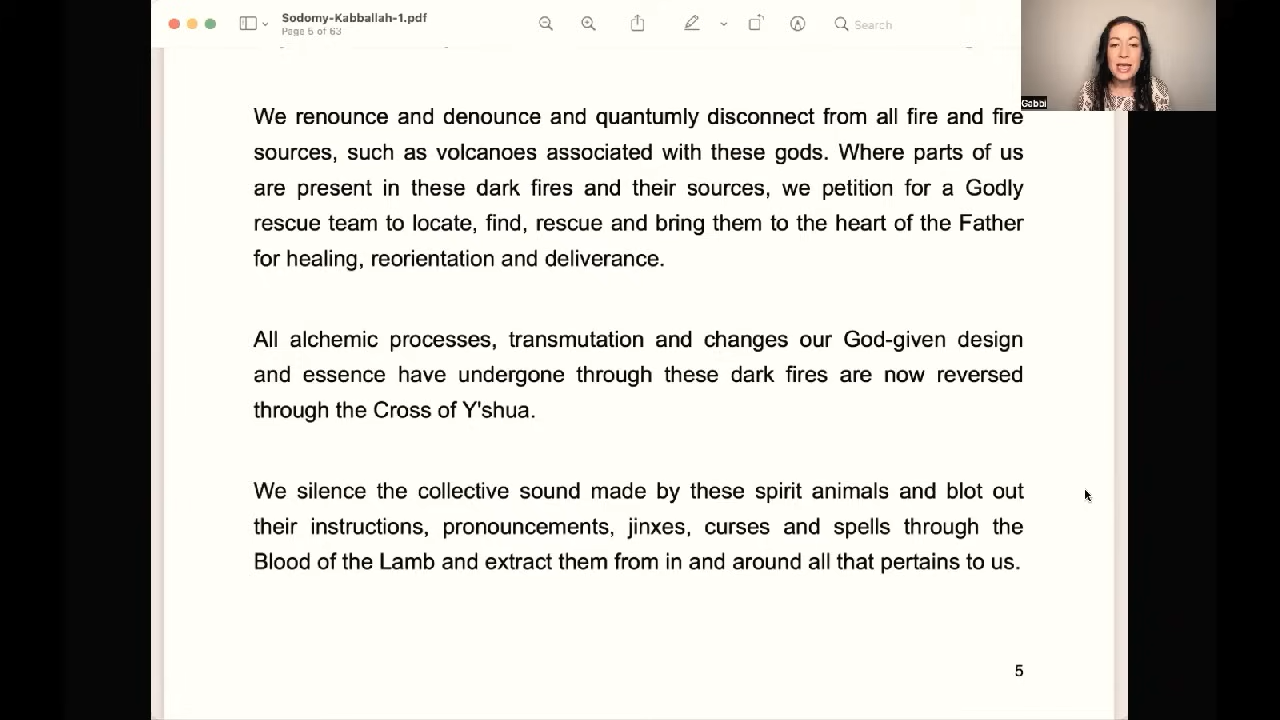 Sodomy-Kabballah-1.pdf
Page 5 of 63
Search
Gabbi
We renounce and denounce and quantumly disconnect from all fire and fire
sources, such as volcanoes associated with these gods. Where parts of us
are present in these dark fires and their sources, we petition for a Godly
rescue team to locate, find, rescue and bring them to the heart of the Father
for healing, reorientation and deliverance.
All alchemic processes, transmutation and changes our God-given design
and essence have undergone through these dark fires are now reversed
through the Cross of Y'shua.
We silence the collective sound made by these spirit animals and blot out
their instructions, pronouncements, jinxes, curses and spells through the
Blood of the Lamb and extract them from in and around all that pertains to us.
5